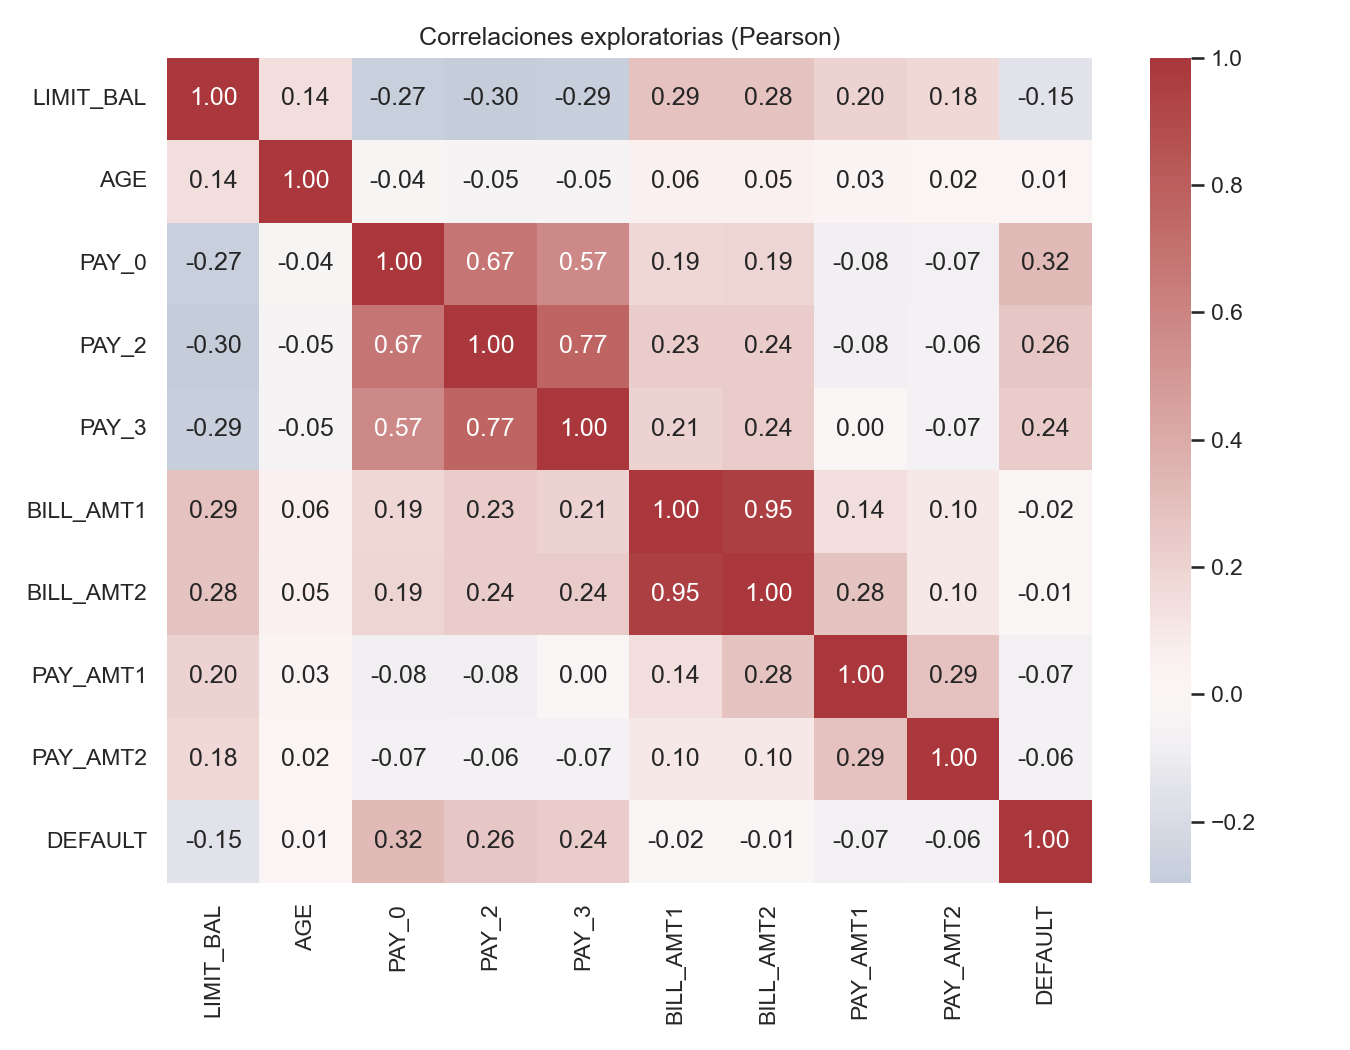 Correlaciones exploratorias (Pearson)
LIMIT_BAL 1.00 0.14 -0.27 -0.30 -0.29 0.29 0.28 0.20 0.18 -0.15
AGE 0.14 1.00 -0.04 -0.05 -0.05 0.06 0.05 0.03 0.02 0.01
PAY_0 -0.27 -0.04 1.00 0.67 0.57 0.19 0.19 -0.08 -0.07 0.32
PAY_2 -0.30 -0.05 0.67 1.00 0.77 0.23 0.24 -0.08 -0.06 0.26
PAY_3 -0.29 -0.05 0.57 0.77 1.00 0.21 0.24 0.00 -0.07 0.24
BILL_AMT1 0.29 0.06 0.19 0.23 0.21 1.00 0.95 0.14 0.10 -0.02
BILL_AMT2 0.28 0.05 0.19 0.24 0.24 0.95 1.00 0.28 0.10 -0.01
PAY_AMT1 0.20 0.03 -0.08 -0.08 0.00 0.14 0.28 1.00 0.29 -0.07
PAY_AMT2 0.18 0.02 -0.07 -0.06 -0.07 0.10 0.10 0.29 1.00 -0.06
DEFAULT -0.15 0.01 0.32 0.26 0.24 -0.02 -0.01 -0.07 -0.06 1.00
LIMIT_BAL
AGE
PAY_0
PAY_2
PAY_3
BILL_AMT1
BILL_AMT2
PAY_AMT1
PAY_AMT2
DEFAULT
1.0
0.8
0.6
0.4
0.2
0.0
−0.2